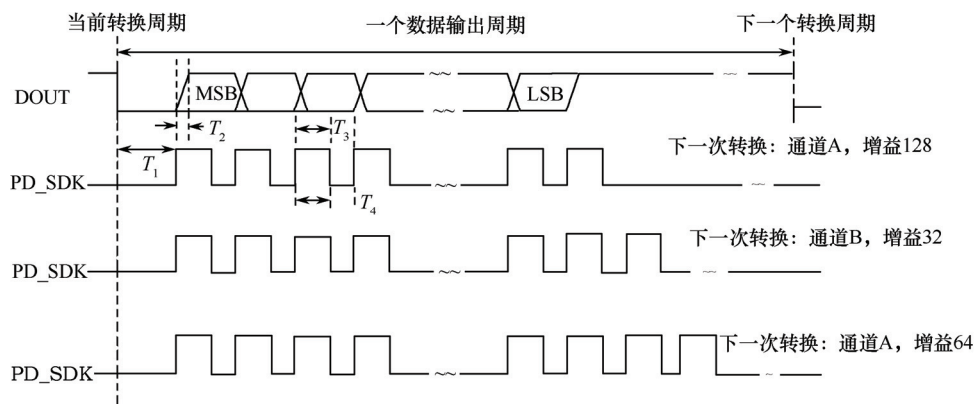 当前转换周期
一个数据输出周期
下一个转换周期
DOUT
MSB
LSB
T2
T3
下一次转换：通道A，增益128
T1
PD_SDK
T4
下一次转换：通道B，增益32
PD_SDK
下一次转换：通道A，增益64
PD_SDK